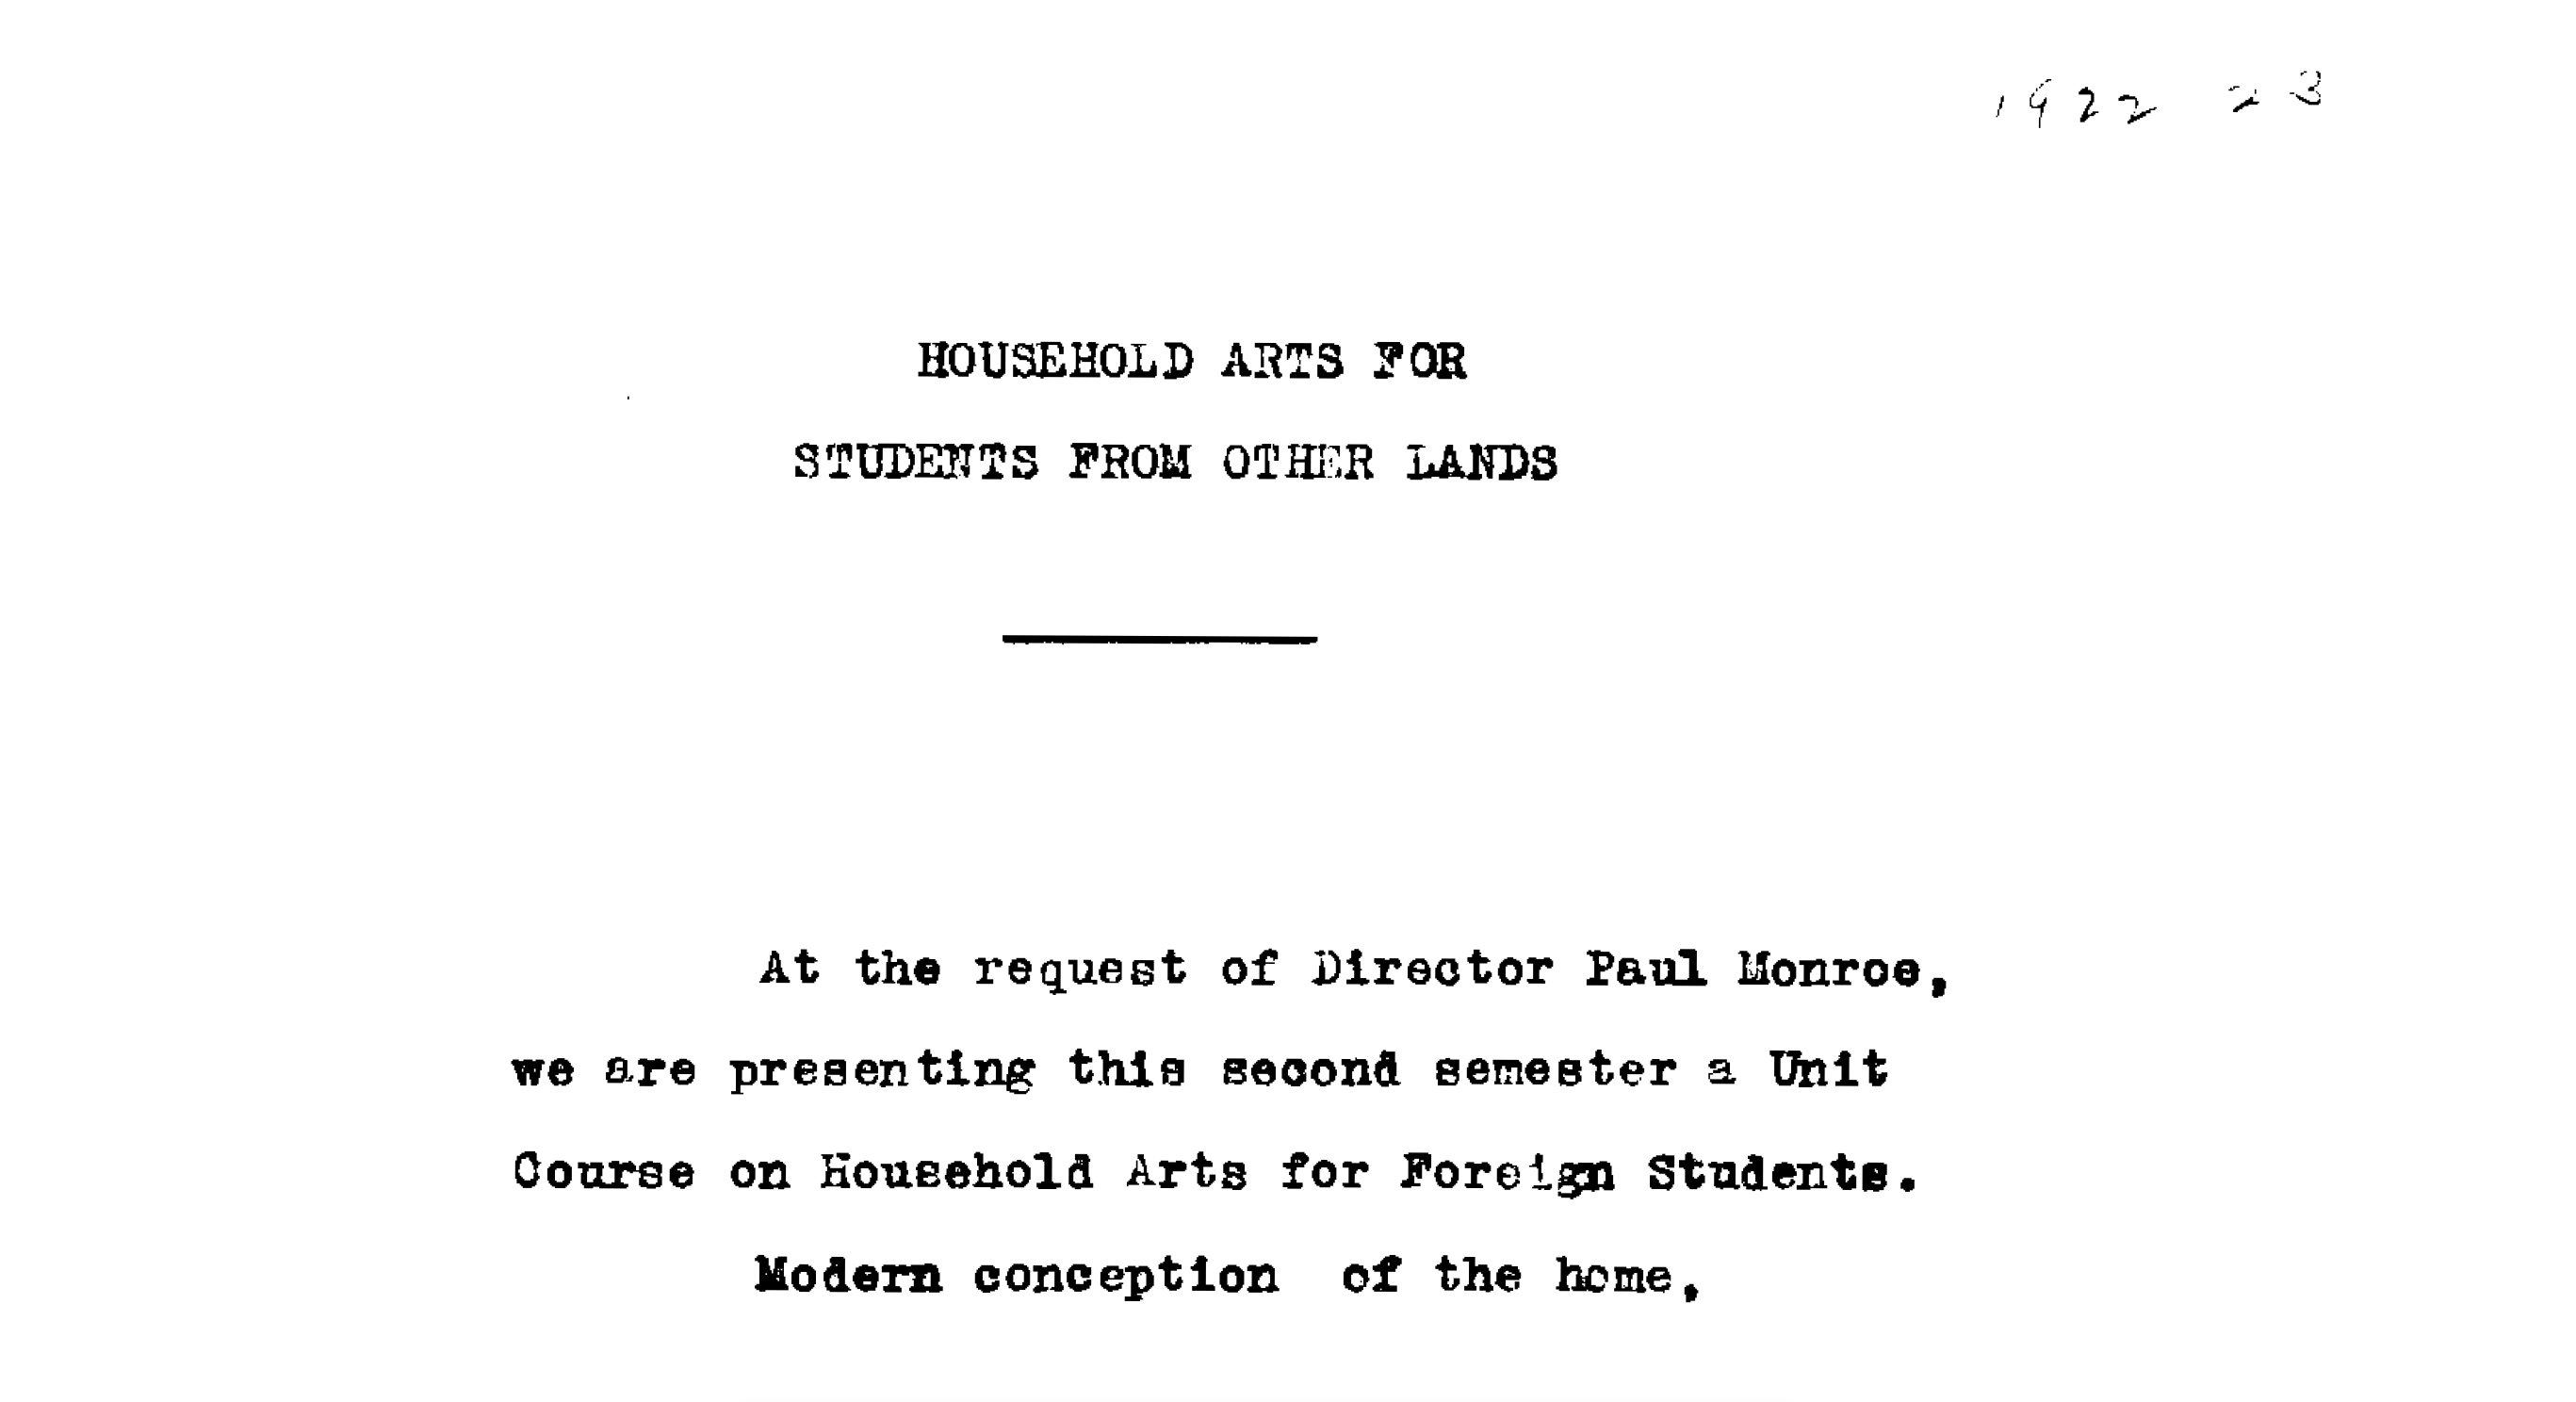 1922 23
HOUSEHOLD ARTS FOR
STUDENTS FROM OTHER LANDS
At the request of Director Paul Monroe,
we are presenting this second semester a Unit
Course on Household Arts for Foreign Students.
Modern conception of the home,